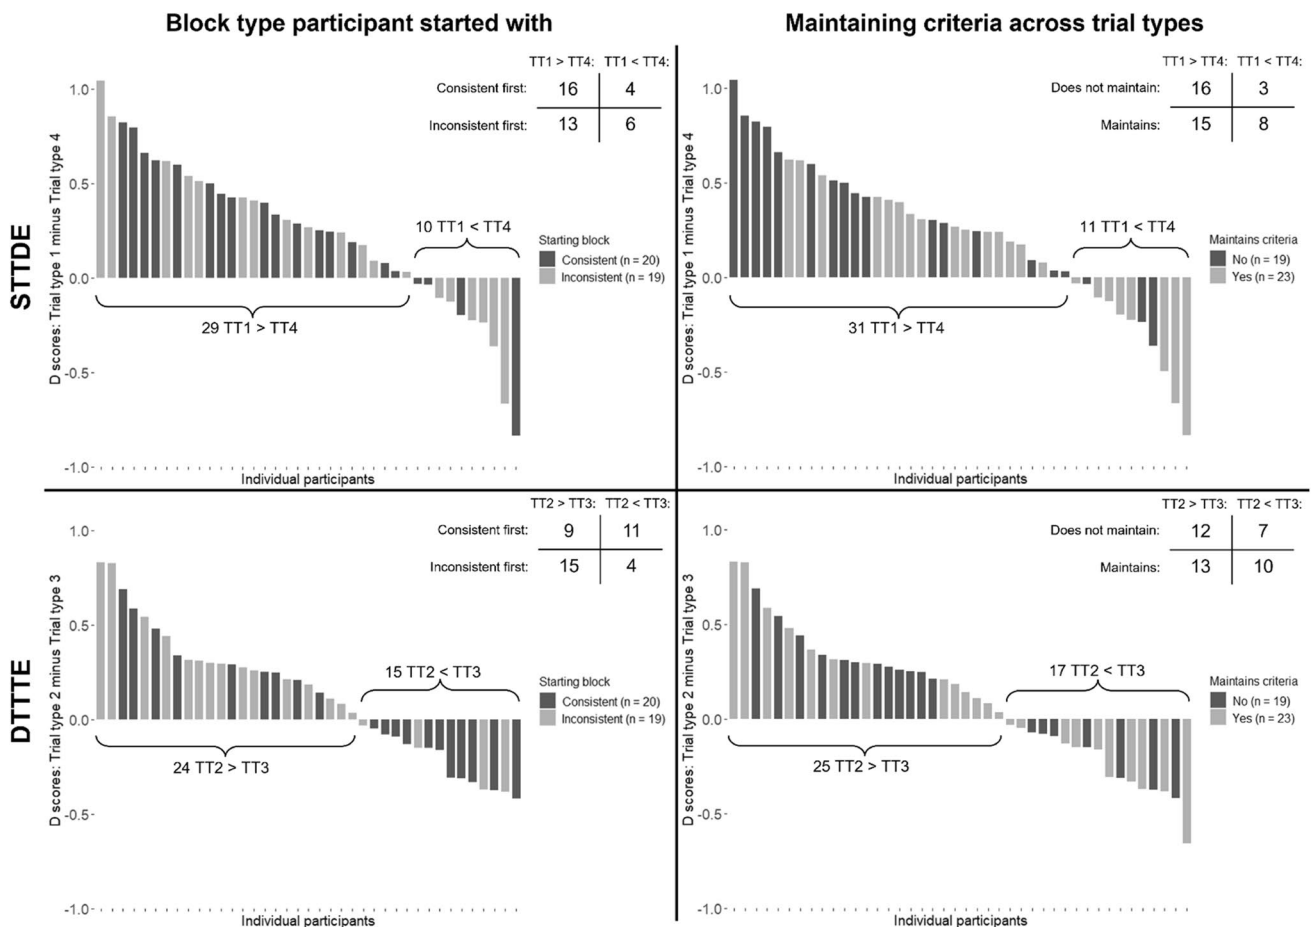 Block type participant started with
Maintaining criteria across trial types
STTDE
D scores: Trial type 1 minus Trial type 4
1.0
0.5
0.0
-0.5
-1.0
TT1 > TT4: TT1 < TT4:
Consistent first: 16 4
Inconsistent first: 13 6
10 TT1 < TT4
29 TT1 > TT4
Starting block
Consistent (n = 20)
Inconsistent (n = 19)
Individual participants
D scores: Trial type 1 minus Trial type 4
1.0
0.5
0.0
-0.5
-1.0
TT1 > TT4: TT1 < TT4:
Does not maintain: 16 3
Maintains: 15 8
11 TT1 < TT4
31 TT1 > TT4
Maintains criteria
No (n = 19)
Yes (n = 23)
Individual participants
DTTTE
D scores: Trial type 2 minus Trial type 3
1.0
0.5
0.0
-0.5
-1.0
TT2 > TT3: TT2 < TT3:
Consistent first: 9 11
Inconsistent first: 15 4
15 TT2 < TT3
24 TT2 > TT3
Starting block
Consistent (n = 20)
Inconsistent (n = 19)
Individual participants
D scores: Trial type 2 minus Trial type 3
1.0
0.5
0.0
-0.5
-1.0
TT2 > TT3: TT2 < TT3:
Does not maintain: 12 7
Maintains: 13 10
17 TT2 < TT3
25 TT2 > TT3
Maintains criteria
No (n = 19)
Yes (n = 23)
Individual participants